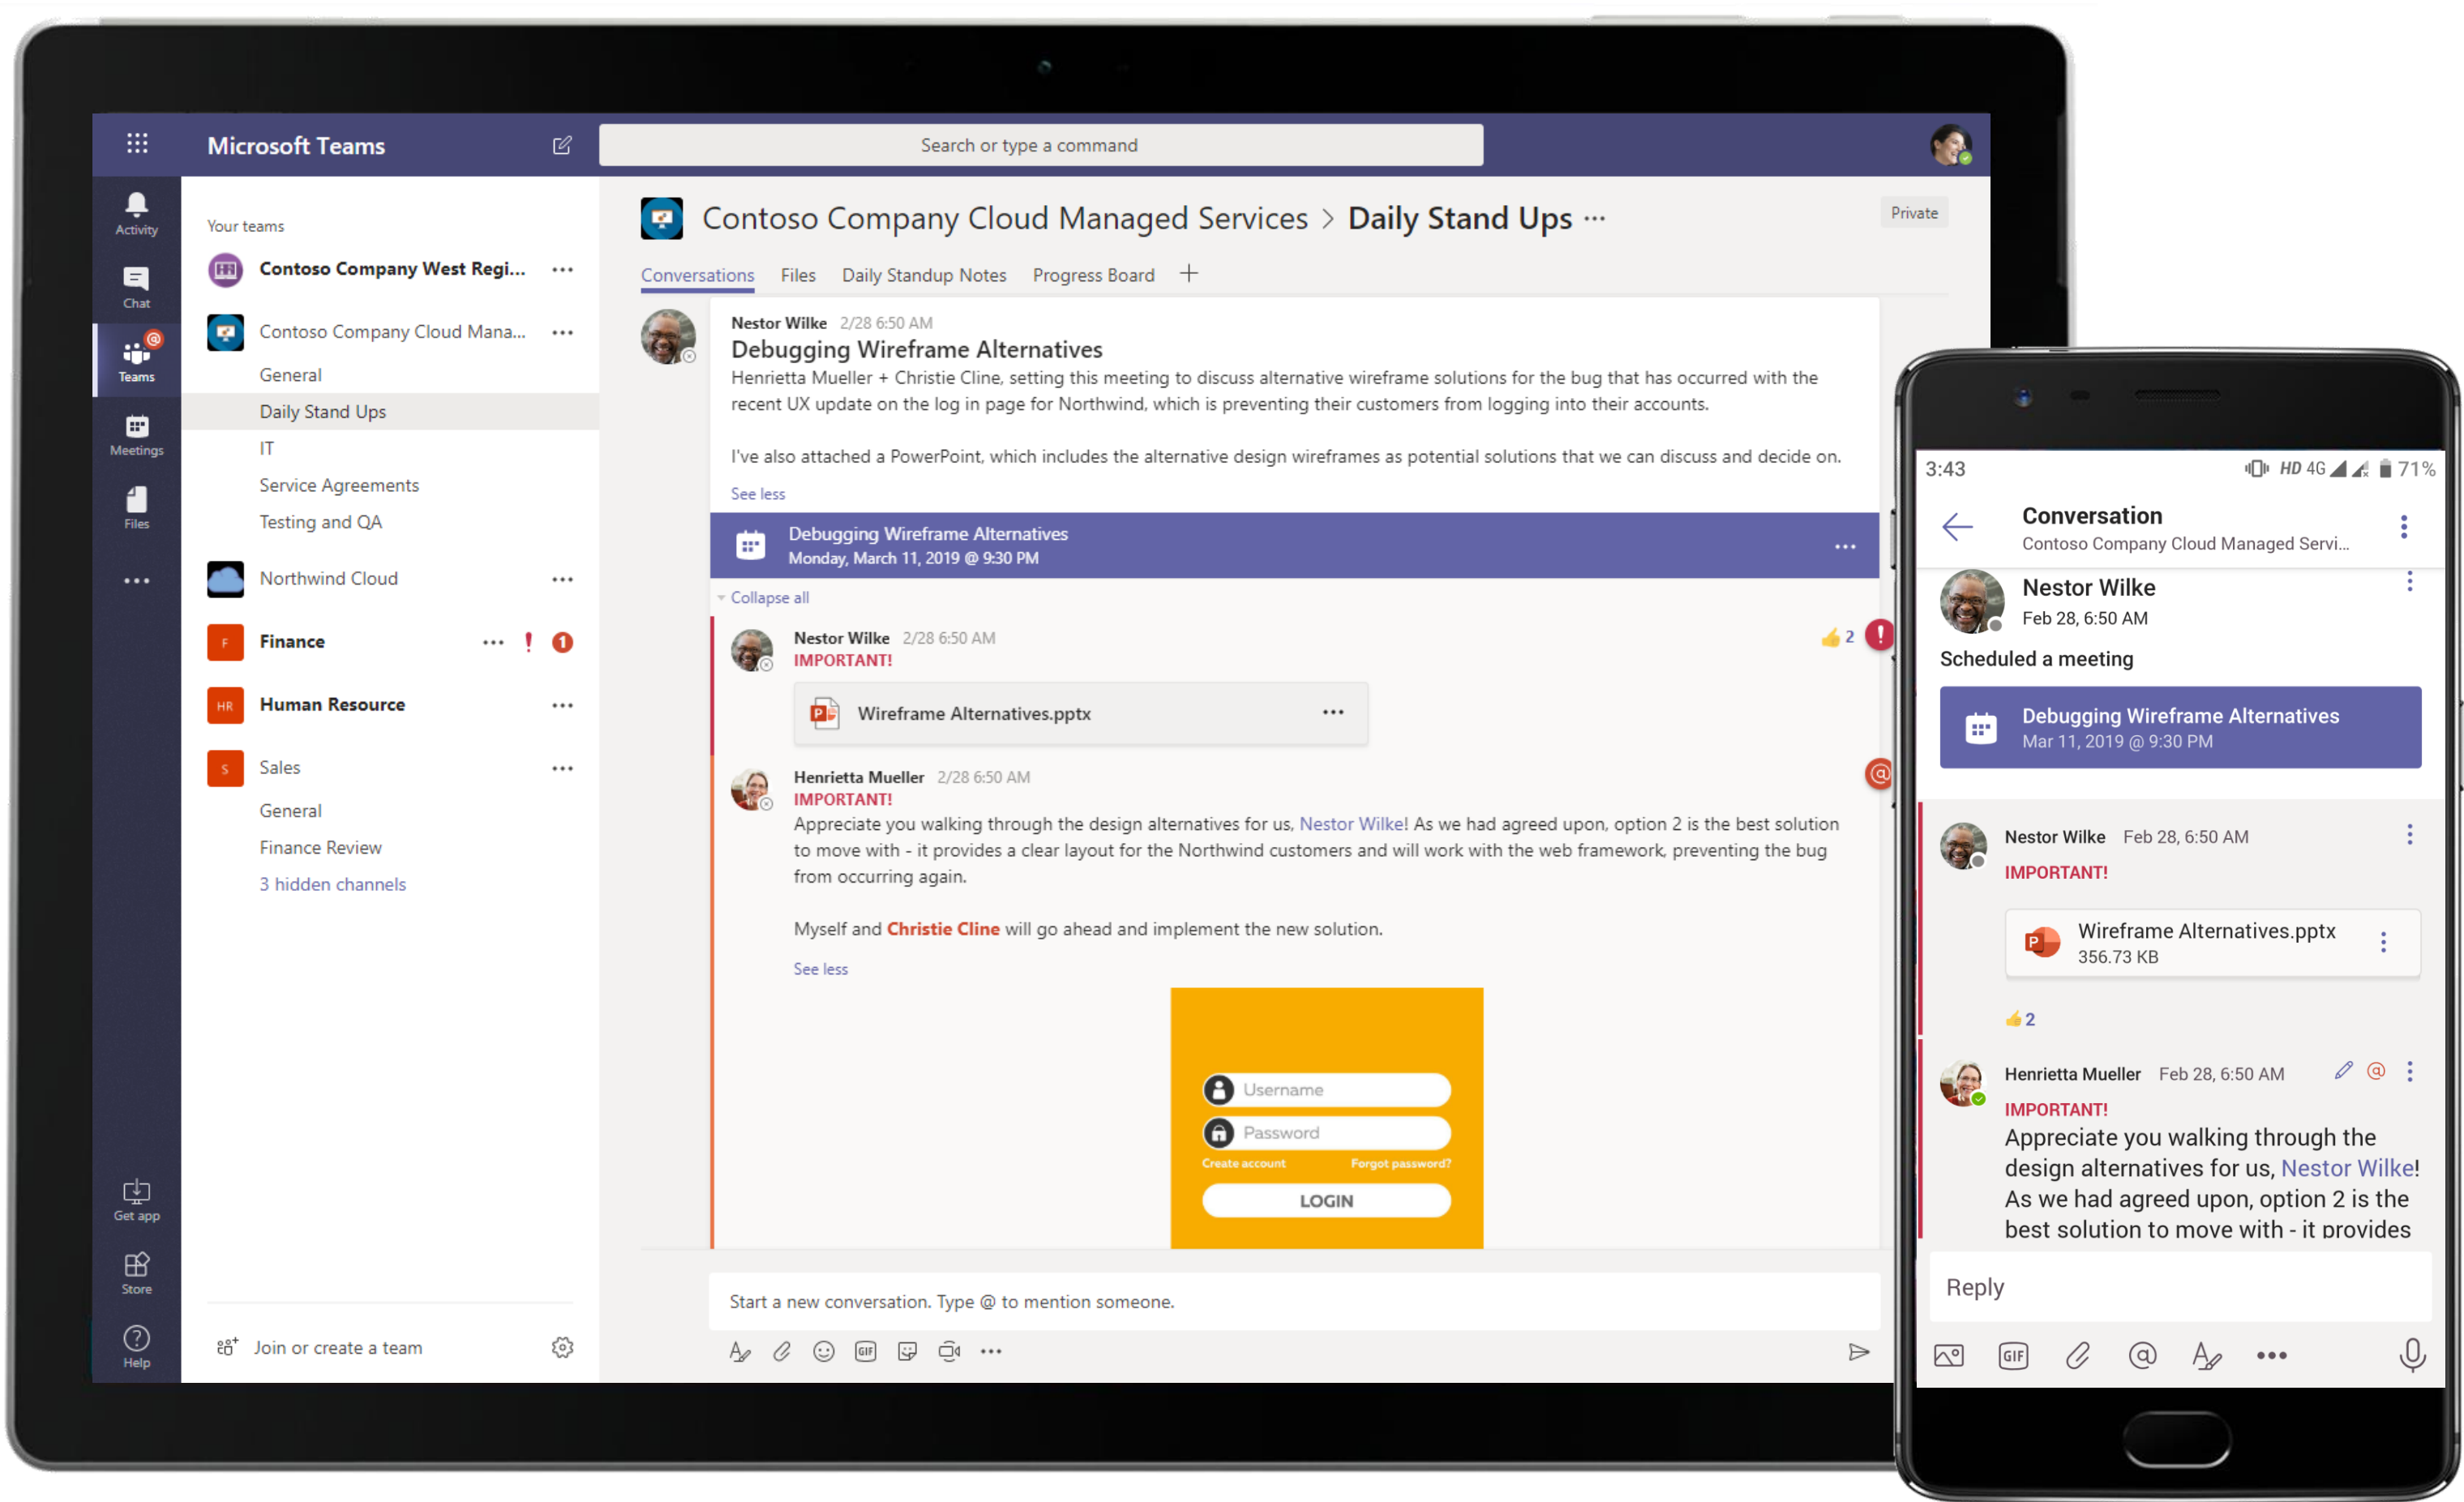 Microsoft Teams
Search or type a command
Activity
Chat
Teams
Meetings
Files
Get app
Store
Help
Your teams
Contoso Company West Regi...
Contoso Company Cloud Mana...
General
Daily Stand Ups
IT
Service Agreements
Testing and QA
Northwind Cloud
F
Finance
! 1
HR
Human Resource
S
Sales
General
Finance Review
3 hidden channels
Join or create a team
Contoso Company Cloud Managed Services > Daily Stand Ups ...
Private
Conversations Files Daily Standup Notes Progress Board +
Nestor Wilke 2/28 6:50 AM
Debugging Wireframe Alternatives
Henrietta Mueller + Christie Cline, setting this meeting to discuss alternative wireframe solutions for the bug that has occurred with the
recent UX update on the log in page for Northwind, which is preventing their customers from logging into their accounts.
I've also attached a PowerPoint, which includes the alternative design wireframes as potential solutions that we can discuss and decide on.
See less
Debugging Wireframe Alternatives
Monday, March 11, 2019 @ 9:30 PM
Collapse all
Nestor Wilke 2/28 6:50 AM
2 !
IMPORTANT!
P
Wireframe Alternatives.pptx
Henrietta Mueller 2/28 6:50 AM
@
IMPORTANT!
Appreciate you walking through the design alternatives for us, Nestor Wilke! As we had agreed upon, option 2 is the best solution
to move with - it provides a clear layout for the Northwind customers and will work with the web framework, preventing the bug
from occurring again.
Myself and Christie Cline will go ahead and implement the new solution.
See less
Username
Password
Create account Forgot password?
LOGIN
Start a new conversation. Type @ to mention someone.
GIF
3:43 HD 4G 71%
Conversation
Contoso Company Cloud Managed Servi...
Nestor Wilke
Feb 28, 6:50 AM
Scheduled a meeting
Debugging Wireframe Alternatives
Mar 11, 2019 @ 9:30 PM
Nestor Wilke Feb 28, 6:50 AM
IMPORTANT!
P
Wireframe Alternatives.pptx
356.73 KB
2
Henrietta Mueller Feb 28, 6:50 AM @
IMPORTANT!
Appreciate you walking through the
design alternatives for us, Nestor Wilke!
As we had agreed upon, option 2 is the
best solution to move with - it provides
Reply
GIF @